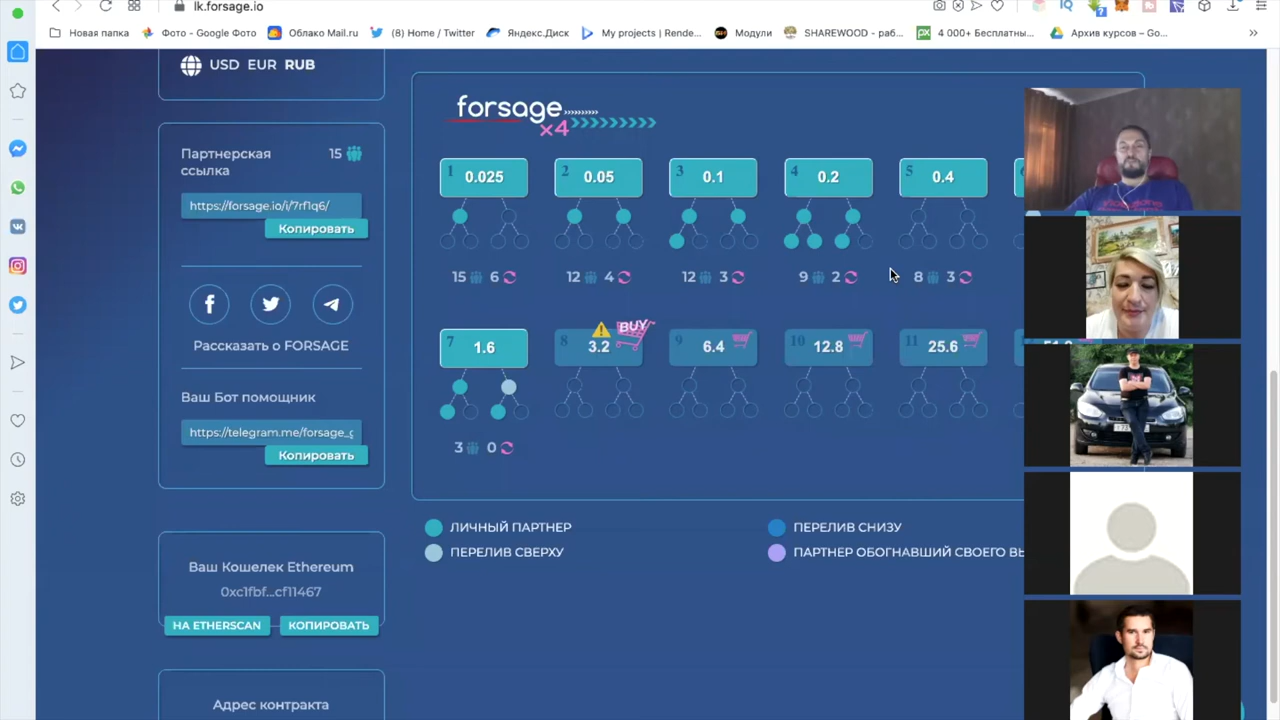 lk.forsage.io
Новая папка
Фото - Google Фото
Облако Mail.ru
(8) Home / Twitter
Яндекс.Диск
My projects | Rende...
Модули
SHAREWOOD - раб...
4 000+ Бесплатны...
Архив курсов – Go...
USD EUR RUB
Партнерская ссылка
15
https://forsage.io/i/7rf1q6/
Копировать
Рассказать о FORSAGE
Ваш Бот помощник
https://telegram.me/forsage_g
Копировать
Ваш Кошелек Ethereum
0xc1fbf...cf11467
НА ETHERSCAN
КОПИРОВАТЬ
Адрес контракта
forsage
x4
1 0.025
2 0.05
3 0.1
4 0.2
5 0.4
15 6
12 4
12 3
9 2
8 3
7 1.6
8 3.2
BUY
9 6.4
10 12.8
11 25.6
3 0
ЛИЧНЫЙ ПАРТНЕР
ПЕРЕЛИВ СНИЗУ
ПЕРЕЛИВ СВЕРХУ
ПАРТНЕР ОБОГНАВШИЙ СВОЕГО ВЫ